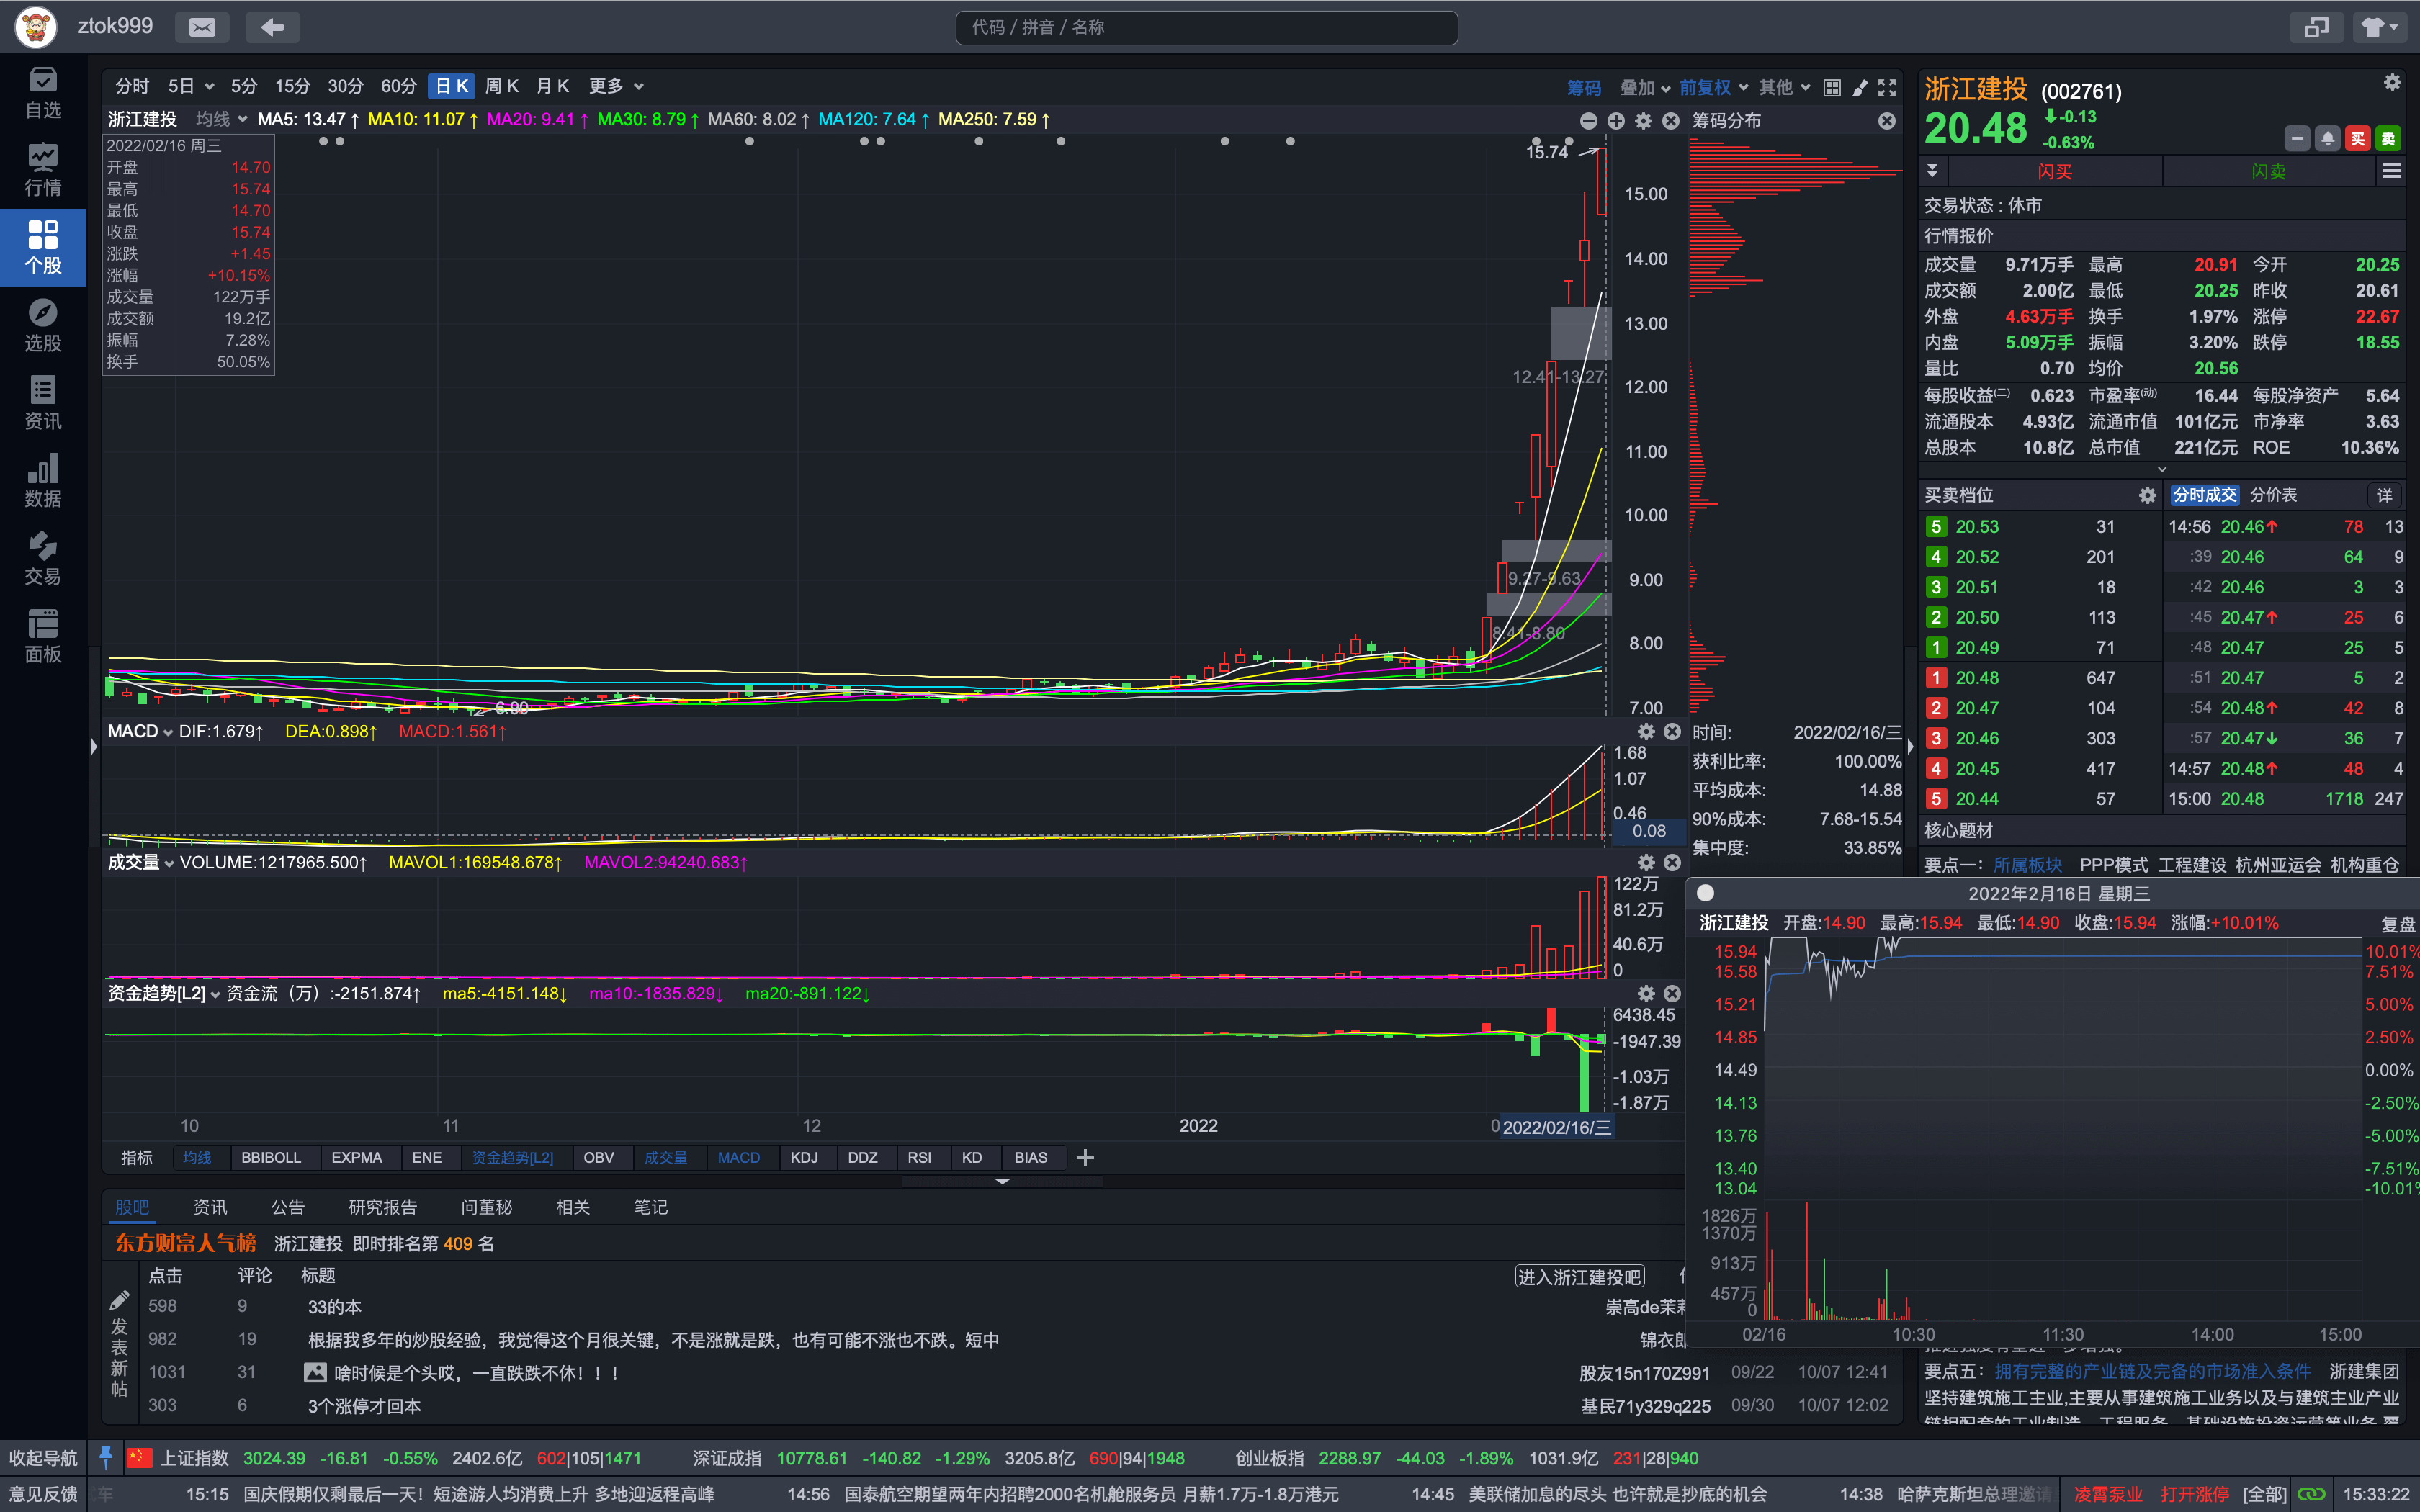 ztok999
代码 / 拼音 / 名称
自选
行情
个股
选股
资讯
数据
交易
面板
分时 5日 5分 15分 30分 60分 日K 周K 月K 更多 筹码 叠加 前复权 其他
浙江建投 均线 MA5: 13.47↑ MA10: 11.07↑ MA20: 9.41↑ MA30: 8.79↑ MA60: 8.02↑ MA120: 7.64↑ MA250: 7.59↑
2022/02/16 周三
开盘 14.70
最高 15.74
最低 14.70
收盘 15.74
涨跌 +1.45
涨幅 +10.15%
成交量 122万手
成交额 19.2亿
振幅 7.28%
换手 50.05%
15.74
15.00
14.00
13.00
12.00
11.00
10.00
9.00
8.00
7.00
12.41-13.27
9.27-9.63
8.41-8.80
6.90
筹码分布
时间: 2022/02/16/三
获利比率: 100.00%
平均成本: 14.88
90%成本: 7.68-15.54
集中度: 33.85%
MACD DIF:1.679↑ DEA:0.898↑ MACD:1.561↑
1.68
1.07
0.46
0.08
成交量 VOLUME:1217965.500↑ MAVOL1:169548.678↑ MAVOL2:94240.683↑
122万
81.2万
40.6万
0
资金趋势[L2] 资金流（万）:-2151.874↑ ma5:-4151.148↓ ma10:-1835.829↓ ma20:-891.122↓
6438.45
-1947.39
-1.03万
-1.87万
10 11 12 2022 0 2022/02/16/三
指标 均线 BBIBOLL EXPMA ENE 资金趋势[L2] OBV 成交量 MACD KDJ DDZ RSI KD BIAS
股吧 资讯 公告 研究报告 问董秘 相关 笔记
东方财富人气榜 浙江建投 即时排名第 409 名
点击 评论 标题 进入浙江建投吧
598 9 33的本 崇高de茉莉
982 19 根据我多年的炒股经验，我觉得这个月很关键，不是涨就是跌，也有可能不涨也不跌。短中 锦衣郎
1031 31 啥时候是个头哎，一直跌跌不休！！！ 股友15n170Z991 09/22 10/07 12:41
303 6 3个涨停才回本 基民71y329q225 09/30 10/07 12:02
发表新帖
浙江建投 (002761)
20.48 -0.13
-0.63%
买 卖
闪买 闪卖
交易状态 : 休市
行情报价
成交量 9.71万手 最高 20.91 今开 20.25
成交额 2.00亿 最低 20.25 昨收 20.61
外盘 4.63万手 换手 1.97% 涨停 22.67
内盘 5.09万手 振幅 3.20% 跌停 18.55
量比 0.70 均价 20.56
每股收益(二) 0.623 市盈率(动) 16.44 每股净资产 5.64
流通股本 4.93亿 流通市值 101亿元 市净率 3.63
总股本 10.8亿 总市值 221亿元 ROE 10.36%
买卖档位 分时成交 分价表 详
5 20.53 31 14:56 20.46↑ 78 13
4 20.52 201 :39 20.46 64 9
3 20.51 18 :42 20.46 3 3
2 20.50 113 :45 20.47↑ 25 6
1 20.49 71 :48 20.47 25 5
1 20.48 647 :51 20.47 5 2
2 20.47 104 :54 20.48↑ 42 8
3 20.46 303 :57 20.47↓ 36 7
4 20.45 417 14:57 20.48↑ 48 4
5 20.44 57 15:00 20.48 1718 247
核心题材
要点一: 所属板块 PPP模式 工程建设 杭州亚运会 机构重仓
2022年2月16日 星期三
浙江建投 开盘:14.90 最高:15.94 最低:14.90 收盘:15.94 涨幅:+10.01% 复盘
15.94 10.01%
15.58 7.51%
15.21 5.00%
14.85 2.50%
14.49 0.00%
14.13 -2.50%
13.76 -5.00%
13.40 -7.51%
13.04 -10.01%
1826万
1370万
913万
457万
0
02/16 10:30 11:30 14:00 15:00
要点五: 拥有完整的产业链及完备的市场准入条件 浙建集团
坚持建筑施工主业,主要从事建筑施工业务以及与建筑主业产业
收起导航 上证指数 3024.39 -16.81 -0.55% 2402.6亿 602|105|1471 深证成指 10778.61 -140.82 -1.29% 3205.8亿 690|94|1948 创业板指 2288.97 -44.03 -1.89% 1031.9亿 231|28|940
意见反馈 车 15:15 国庆假期仅剩最后一天！短途游人均消费上升 多地迎返程高峰 14:56 国泰航空期望两年内招聘2000名机舱服务员 月薪1.7万-1.8万港元 14:45 美联储加息的尽头 也许就是抄底的机会 14:38 哈萨克斯坦总理邀请 凌霄泵业 打开涨停 [全部] 15:33:22